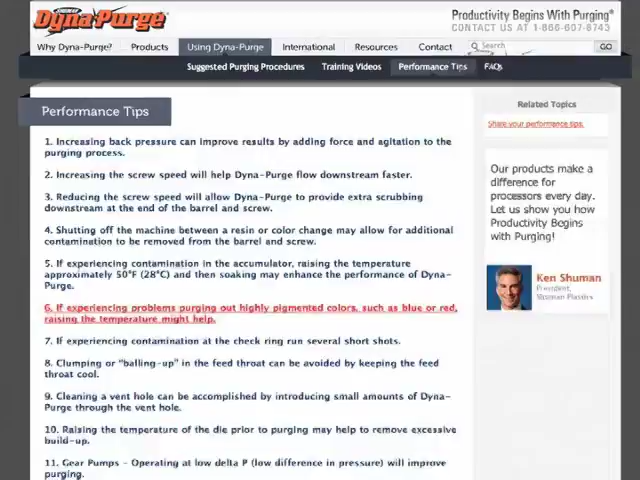 Dyna-Purge
Productivity Begins With Purging®
CONTACT US AT 1-866-607-8743
Why Dyna-Purge? Products Using Dyna-Purge International Resources Contact Search GO
Suggested Purging Procedures Training Videos Performance Tips FAQs
Performance Tips
1. Increasing back pressure can improve results by adding force and agitation to the
purging process.
2. Increasing the screw speed will help Dyna-Purge flow downstream faster.
3. Reducing the screw speed will allow Dyna-Purge to provide extra scrubbing
downstream at the end of the barrel and screw.
4. Shutting off the machine between a resin or color change may allow for additional
contamination to be removed from the barrel and screw.
5. If experiencing contamination in the accumulator, raising the temperature
approximately 50°F (28°C) and then soaking may enhance the performance of Dyna-
Purge.
6. If experiencing problems purging out highly pigmented colors, such as blue or red,
raising the temperature might help.
7. If experiencing contamination at the check ring run several short shots.
8. Clumping or “balling-up” in the feed throat can be avoided by keeping the feed
throat cool.
9. Cleaning a vent hole can be accomplished by introducing small amounts of Dyna-
Purge through the vent hole.
10. Raising the temperature of the die prior to purging may help to remove excessive
build-up.
11. Gear Pumps - Operating at low delta P (low difference in pressure) will improve
purging.
Related Topics
Share your performance tips.
Our products make a
difference for
processors every day.
Let us show you how
Productivity Begins
with Purging!
Ken Shuman
President,
Shuman Plastics